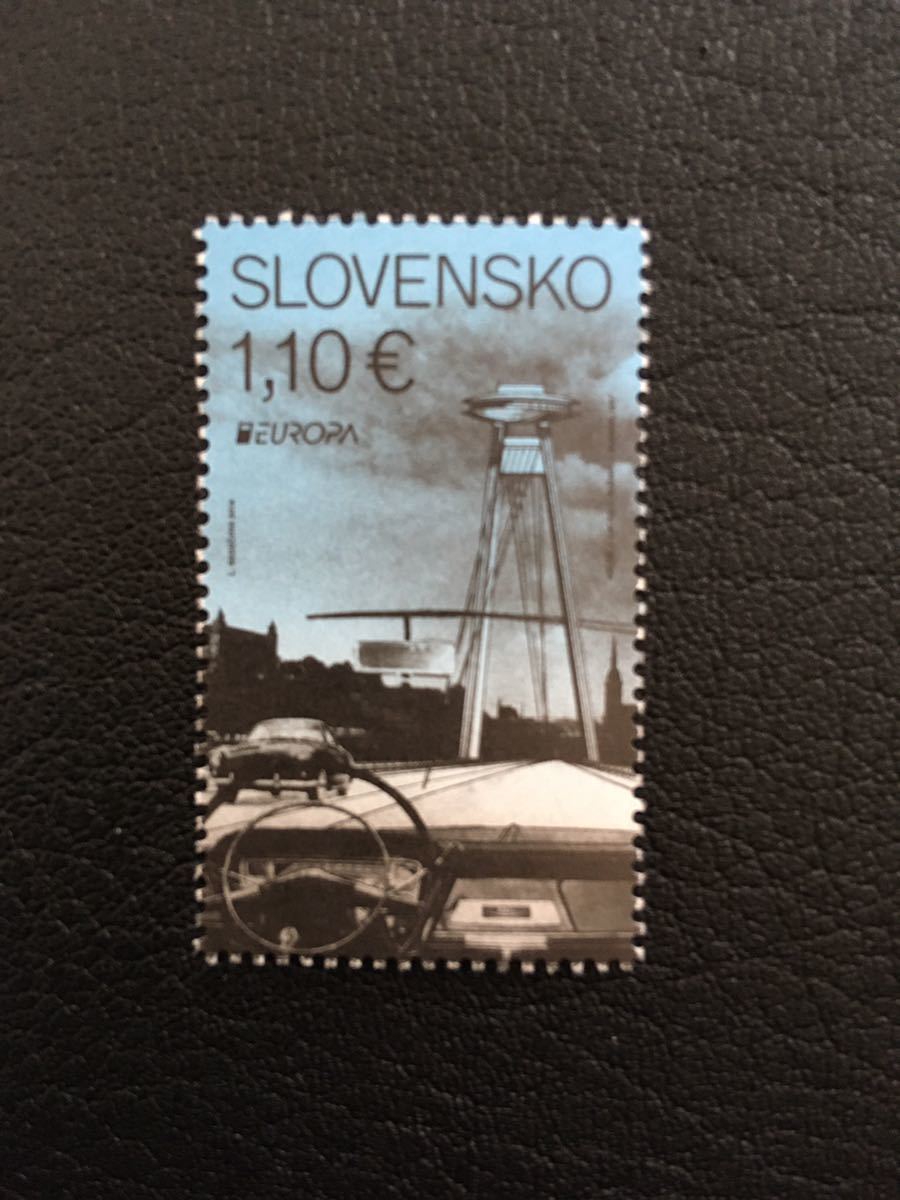 SLOVENSKO
1,10 €
EUROPA